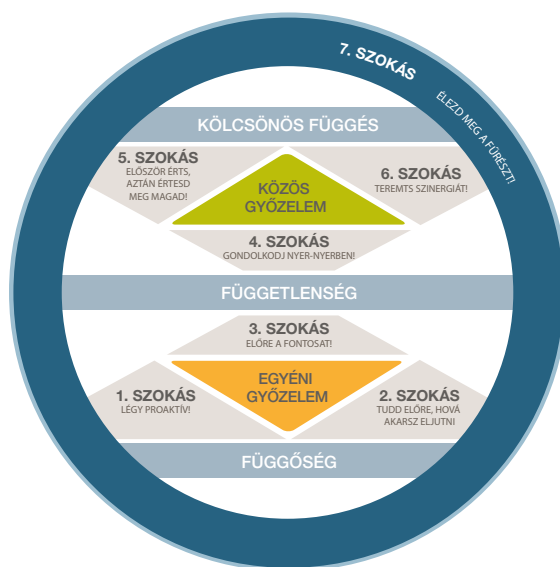 7. SZOKÁS
ÉLEZD MEG A FŰRÉSZT!
KÖLCSÖNÖS FÜGGÉS
5. SZOKÁS
ELŐSZÖR ÉRTS,
AZTÁN ÉRTESD
MEG MAGAD!
KÖZÖS
GYŐZELEM
6. SZOKÁS
TEREMTS SZINERGIÁT!
4. SZOKÁS
GONDOLKODJ NYER-NYERBEN!
FÜGGETLENSÉG
3. SZOKÁS
ELŐRE A FONTOSAT!
EGYÉNI
GYŐZELEM
1. SZOKÁS
LÉGY PROAKTÍV!
2. SZOKÁS
TUDD ELŐRE, HOVÁ
AKARSZ ELJUTNI
FÜGGŐSÉG